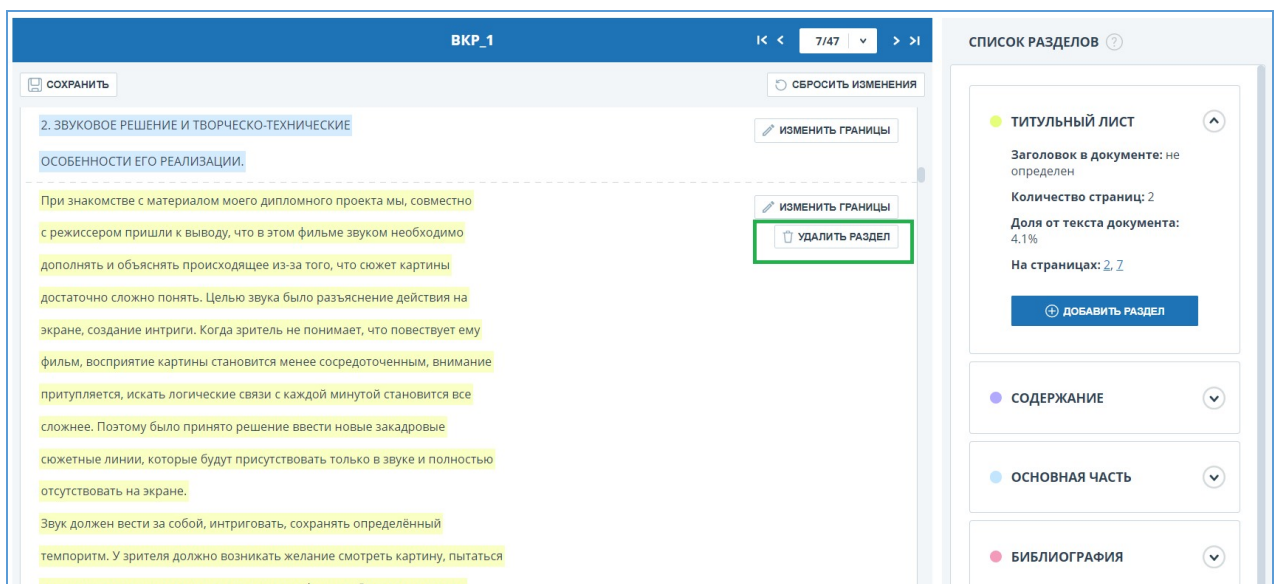 ВКР_1
7/47
СОХРАНИТЬ
СБРОСИТЬ ИЗМЕНЕНИЯ
2. ЗВУКОВОЕ РЕШЕНИЕ И ТВОРЧЕСКО-ТЕХНИЧЕСКИЕ
ОСОБЕННОСТИ ЕГО РЕАЛИЗАЦИИ.
ИЗМЕНИТЬ ГРАНИЦЫ
При знакомстве с материалом моего дипломного проекта мы, совместно
с режиссером пришли к выводу, что в этом фильме звуком необходимо
дополнять и объяснять происходящее из-за того, что сюжет картины
достаточно сложно понять. Целью звука было разъяснение действия на
экране, создание интриги. Когда зритель не понимает, что повествует ему
фильм, восприятие картины становится менее сосредоточенным, внимание
притупляется, искать логические связи с каждой минутой становится все
сложнее. Поэтому было принято решение ввести новые закадровые
сюжетные линии, которые будут присутствовать только в звуке и полностью
отсутствовать на экране.
Звук должен вести за собой, интриговать, сохранять определённый
темпоритм. У зрителя должно возникать желание смотреть картину, пытаться
ИЗМЕНИТЬ ГРАНИЦЫ
УДАЛИТЬ РАЗДЕЛ
СПИСОК РАЗДЕЛОВ ?
ТИТУЛЬНЫЙ ЛИСТ
Заголовок в документе: не
определен
Количество страниц: 2
Доля от текста документа:
4.1%
На страницах: 2, 7
ДОБАВИТЬ РАЗДЕЛ
СОДЕРЖАНИЕ
ОСНОВНАЯ ЧАСТЬ
БИБЛИОГРАФИЯ